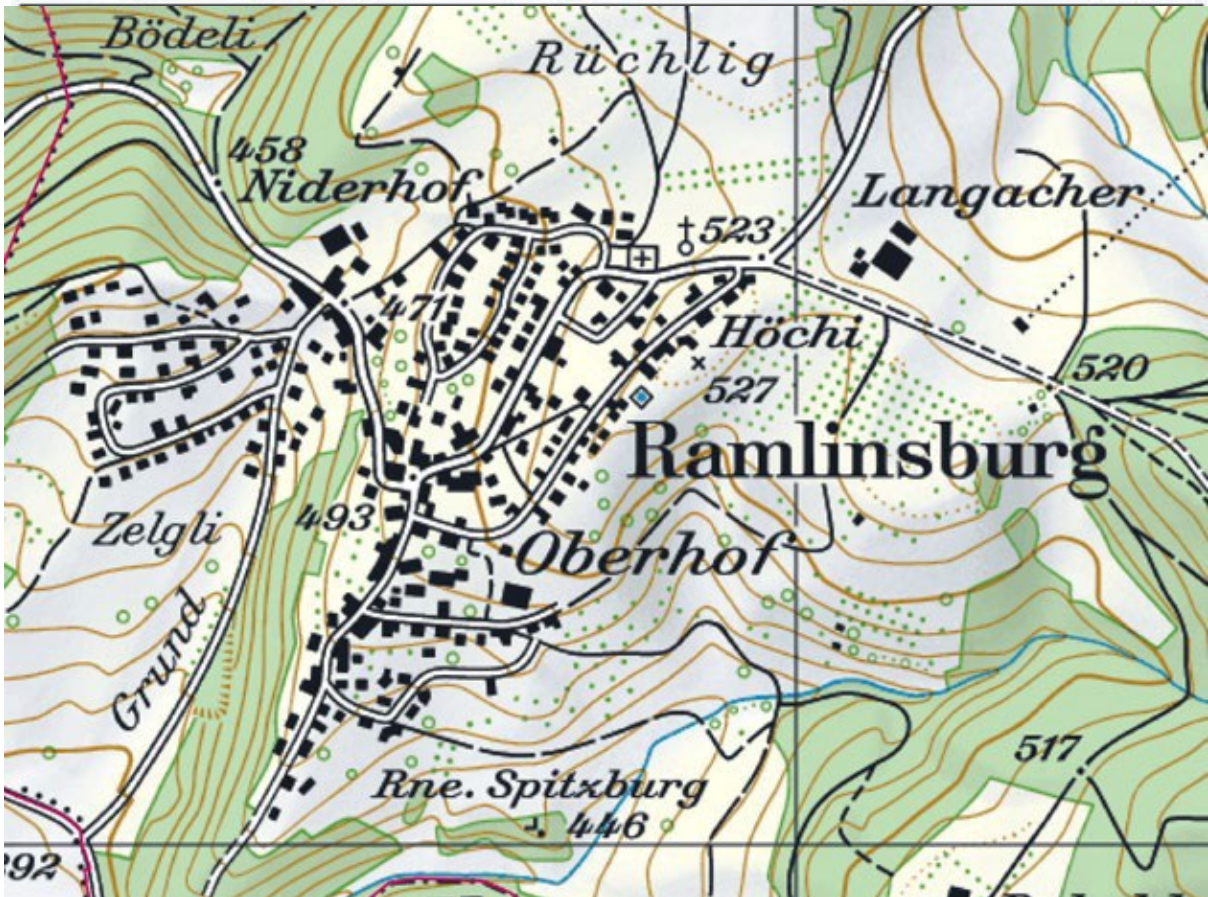 Bödeli
Rüchlig
458
Niderhof
Langacher
523
471
Höchi
527
520
Ramlinsburg
Zelgli
493
Oberhof
Grund
517
Rne. Spitzburg
446